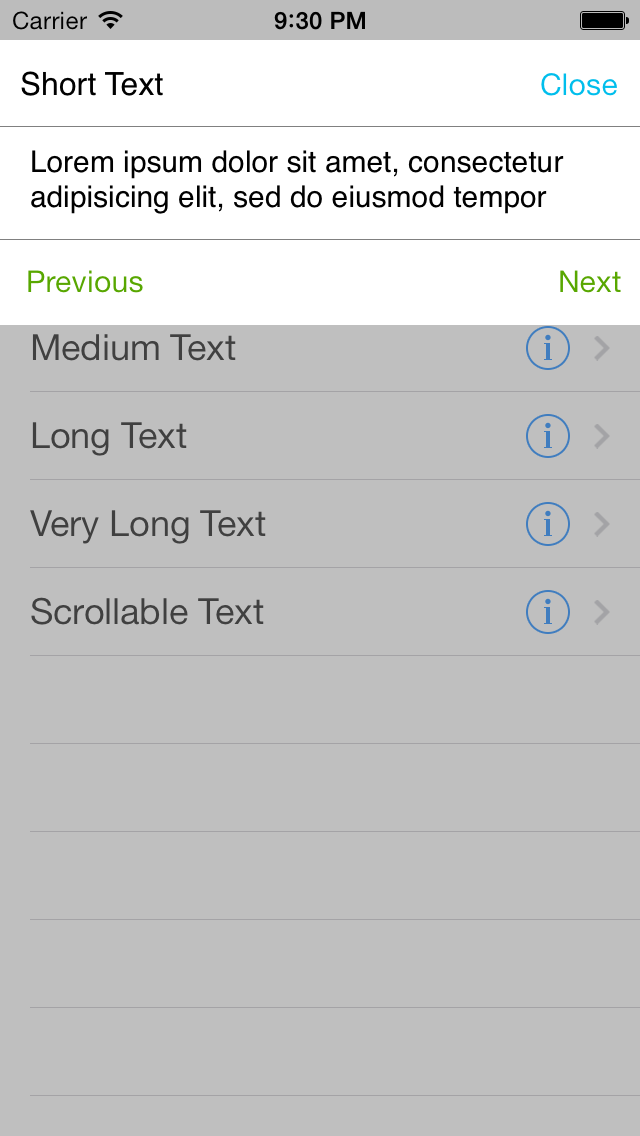 Carrier 9:30 PM
Short Text Close
Lorem ipsum dolor sit amet, consectetur
adipisicing elit, sed do eiusmod tempor
Previous Next
Medium Text
Long Text
Very Long Text
Scrollable Text